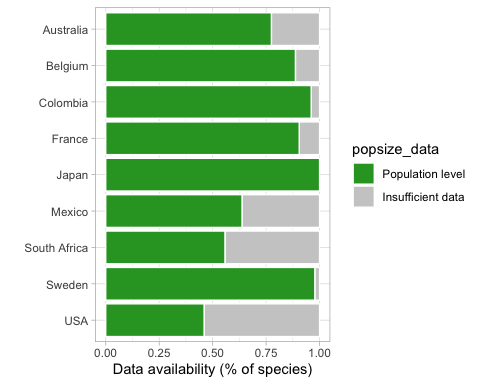 Australia
Belgium
Colombia
France
Japan
Mexico
South Africa
Sweden
USA
0.00 0.25 0.50 0.75 1.00
Data availability (% of species)
popsize_data
Population level
Insufficient data